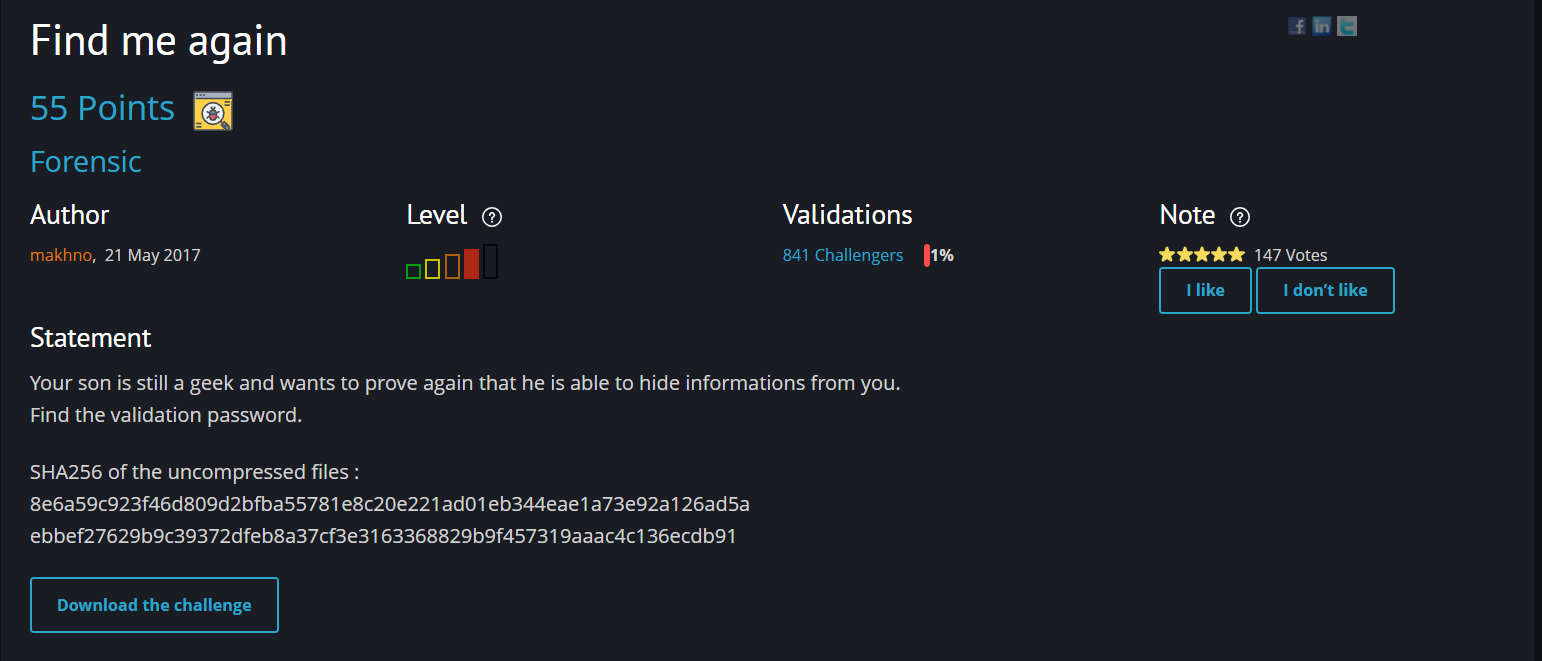 Find me again
55 Points
Forensic
Author
Level ?
Validations
Note ?
makhno, 21 May 2017
841 Challengers 1%
147 Votes
I like I don't like
Statement
Your son is still a geek and wants to prove again that he is able to hide informations from you.
Find the validation password.
SHA256 of the uncompressed files :
8e6a59c923f46d809d2bfba55781e8c20e221ad01eb344eae1a73e92a126ad5a
ebbef27629b9c39372dfeb8a37cf3e3163368829b9f457319aaac4c136ecdb91
Download the challenge